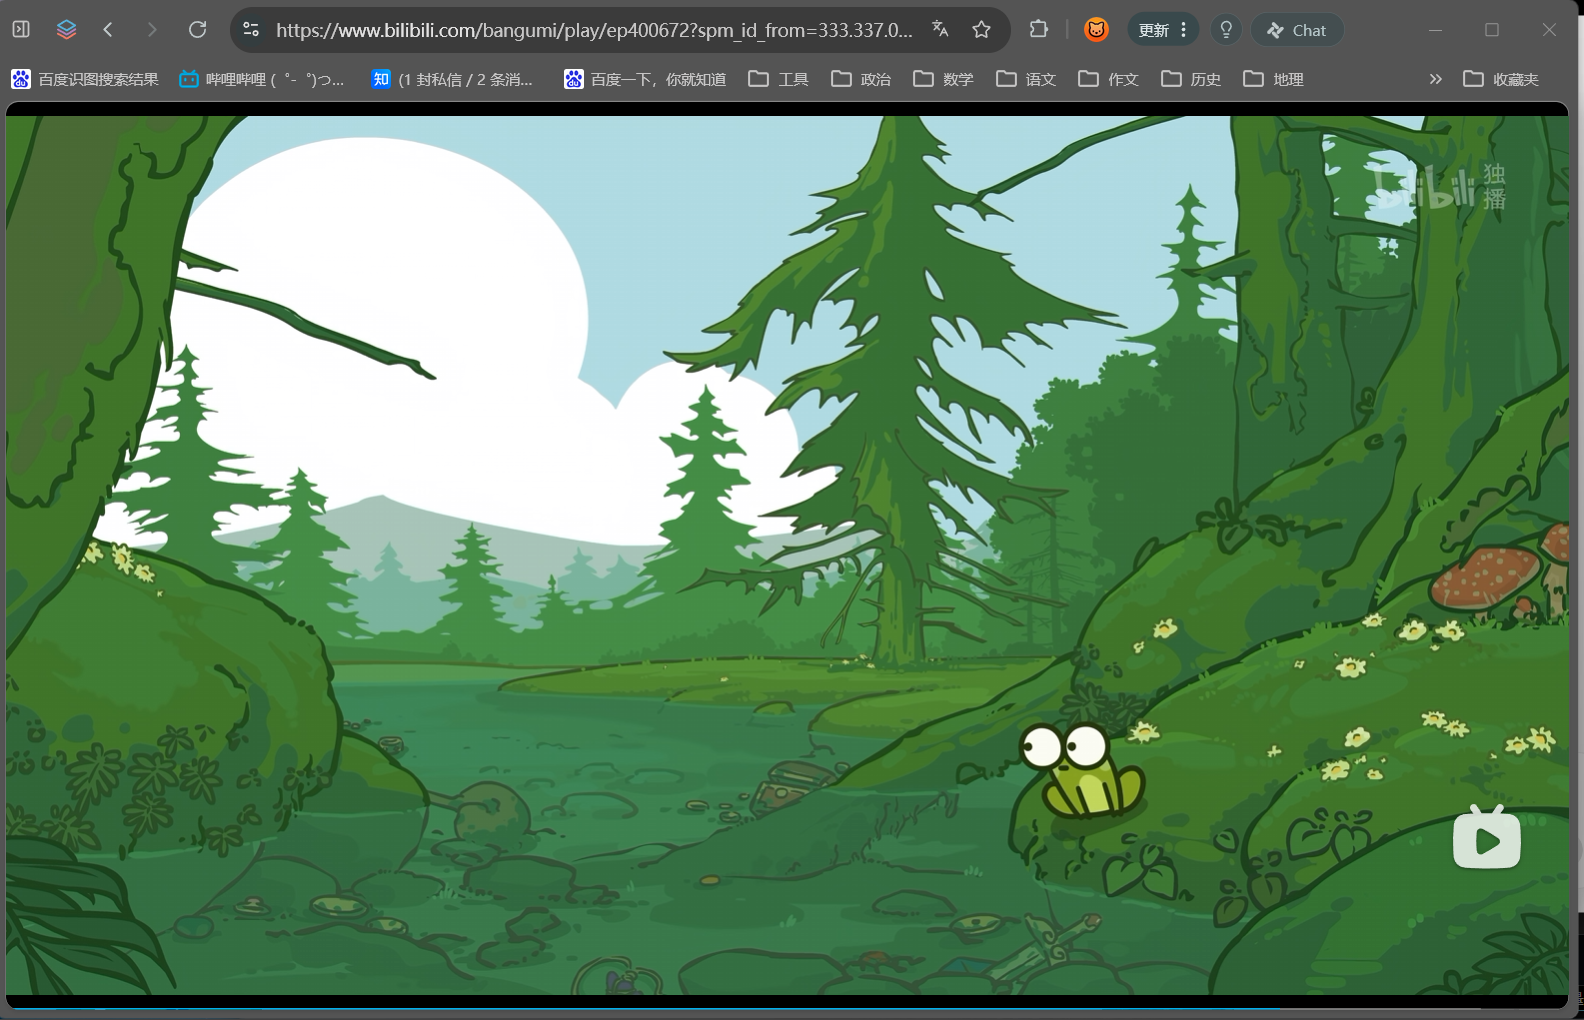 https://www.bilibili.com/bangumi/play/ep400672?spm_id_from=333.337.0...
更新
Chat
百度识图搜索结果
哔哩哔哩 (゜-゜)つ...
知
(1 封私信 / 2 条消...
百度一下，你就知道
工具
政治
数学
语文
作文
历史
地理
收藏夹
bilibili 独播